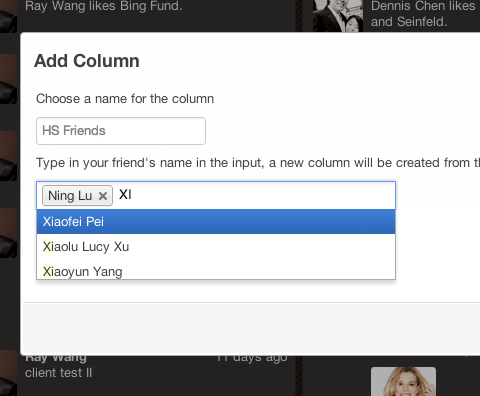 Ray Wang likes Bing Fund.
Dennis Chen likes
and Seinfeld.
Add Column
Choose a name for the column
HS Friends
Type in your friend's name in the input, a new column will be created from th
Ning Lu × XI
Xiaofei Pei
Xiaolu Lucy Xu
Xiaoyun Yang
Ray Wang 11 days ago
client test II